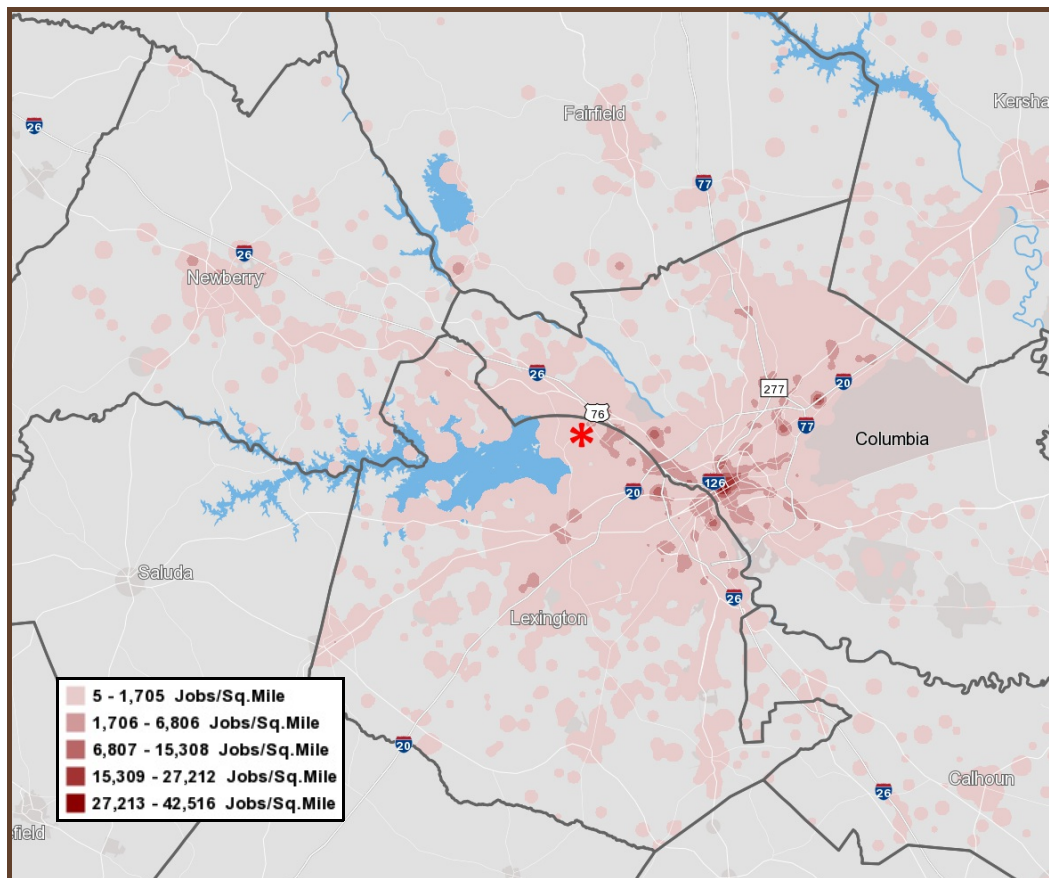 Kersha
26
Fairfield
77
26
Newberry
26
277
20
76
77
Columbia
126
20
Saluda
26
Lexington
5 - 1,705 Jobs/Sq.Mile
1,706 - 6,806 Jobs/Sq.Mile
6,807 - 15,308 Jobs/Sq.Mile
15,309 - 27,212 Jobs/Sq.Mile
27,213 - 42,516 Jobs/Sq.Mile
20
Calhoun
26
efield